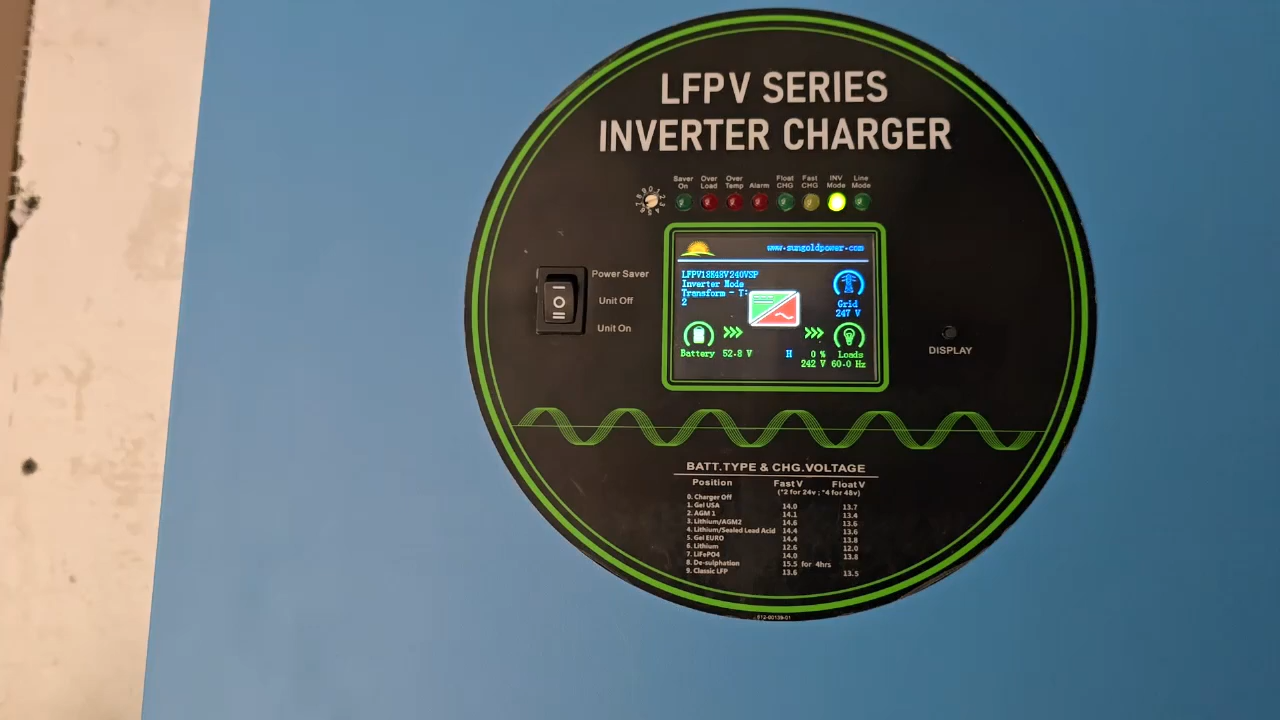 LFPV SERIES
INVERTER CHARGER
Saver On
Over Load
Over Temp
Alarm
Float CHG
Fast CHG
INV Mode
Line Mode
www.sungoldpower.com
LFPV18K48V240VSP
Inverter Mode
Transform - T:
2
Grid
247 V
Battery 52.8 V
H 0 % Loads
242 V 60.0 Hz
Power Saver
Unit Off
Unit On
DISPLAY
BATT.TYPE & CHG.VOLTAGE
Position Fast V Float V
(*2 for 24v ; *4 for 48v)
0. Charger Off
1. Gel USA 14.0 13.7
2. AGM 1 14.1 13.4
3. Lithium/AGM2 14.6 13.6
4. Lithium/Sealed Lead Acid 14.4 13.6
5. Gel EURO 14.4 13.8
6. Lithium 12.6 12.0
7. LiFePO4 14.0 13.8
8. De-sulphation 15.5 for 4hrs
9. Classic LFP 13.6 13.5